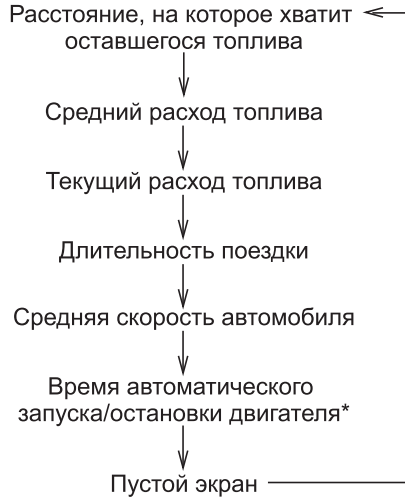 Расстояние, на которое хватит
оставшегося топлива
Средний расход топлива
Текущий расход топлива
Длительность поездки
Средняя скорость автомобиля
Время автоматического
запуска/остановки двигателя*
Пустой экран